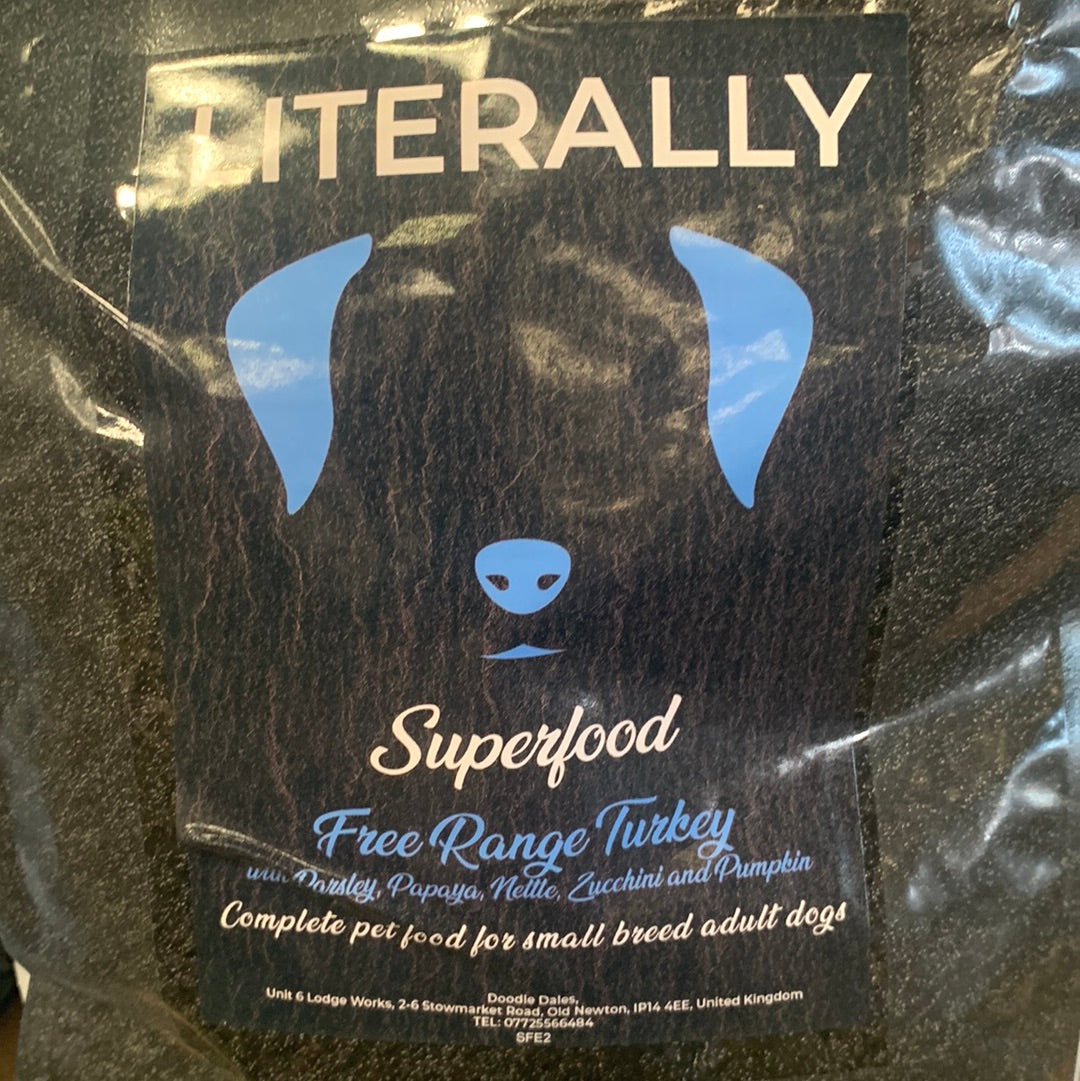 LITERALLY
Superfood
Free Range Turkey
with Parsley, Papaya, Nettle, Zucchini and Pumpkin
Complete pet food for small breed adult dogs
Doodle Dales,
Unit 6 Lodge Works, 2-6 Stowmarket Road, Old Newton, IP14 4EE, United Kingdom
TEL: 07725566484
SFE2